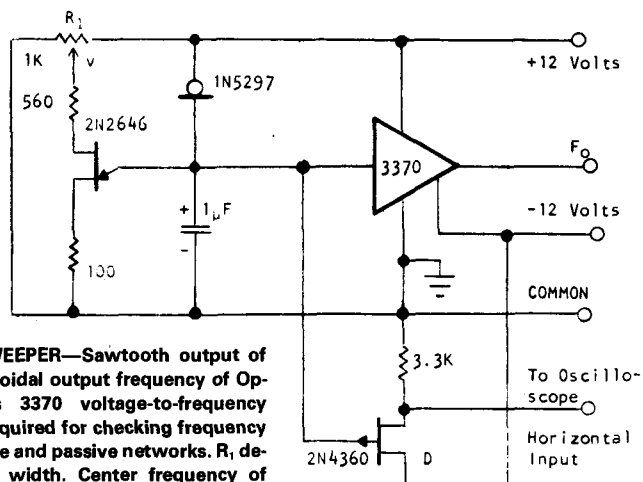 R₁
1K
V
560
2N2646
100
1N5297
+
1µF
-
3370
+12 Volts
Fo
-12 Volts
COMMON
3.3K
To Oscillo-
scope
Horizontal
Input
2N4360
D
WEEPER—Sawtooth output of
oidal output frequency of Op-
s 3370 voltage-to-frequency
quired for checking frequency
e and passive networks. R₁ de-
width. Center frequency of